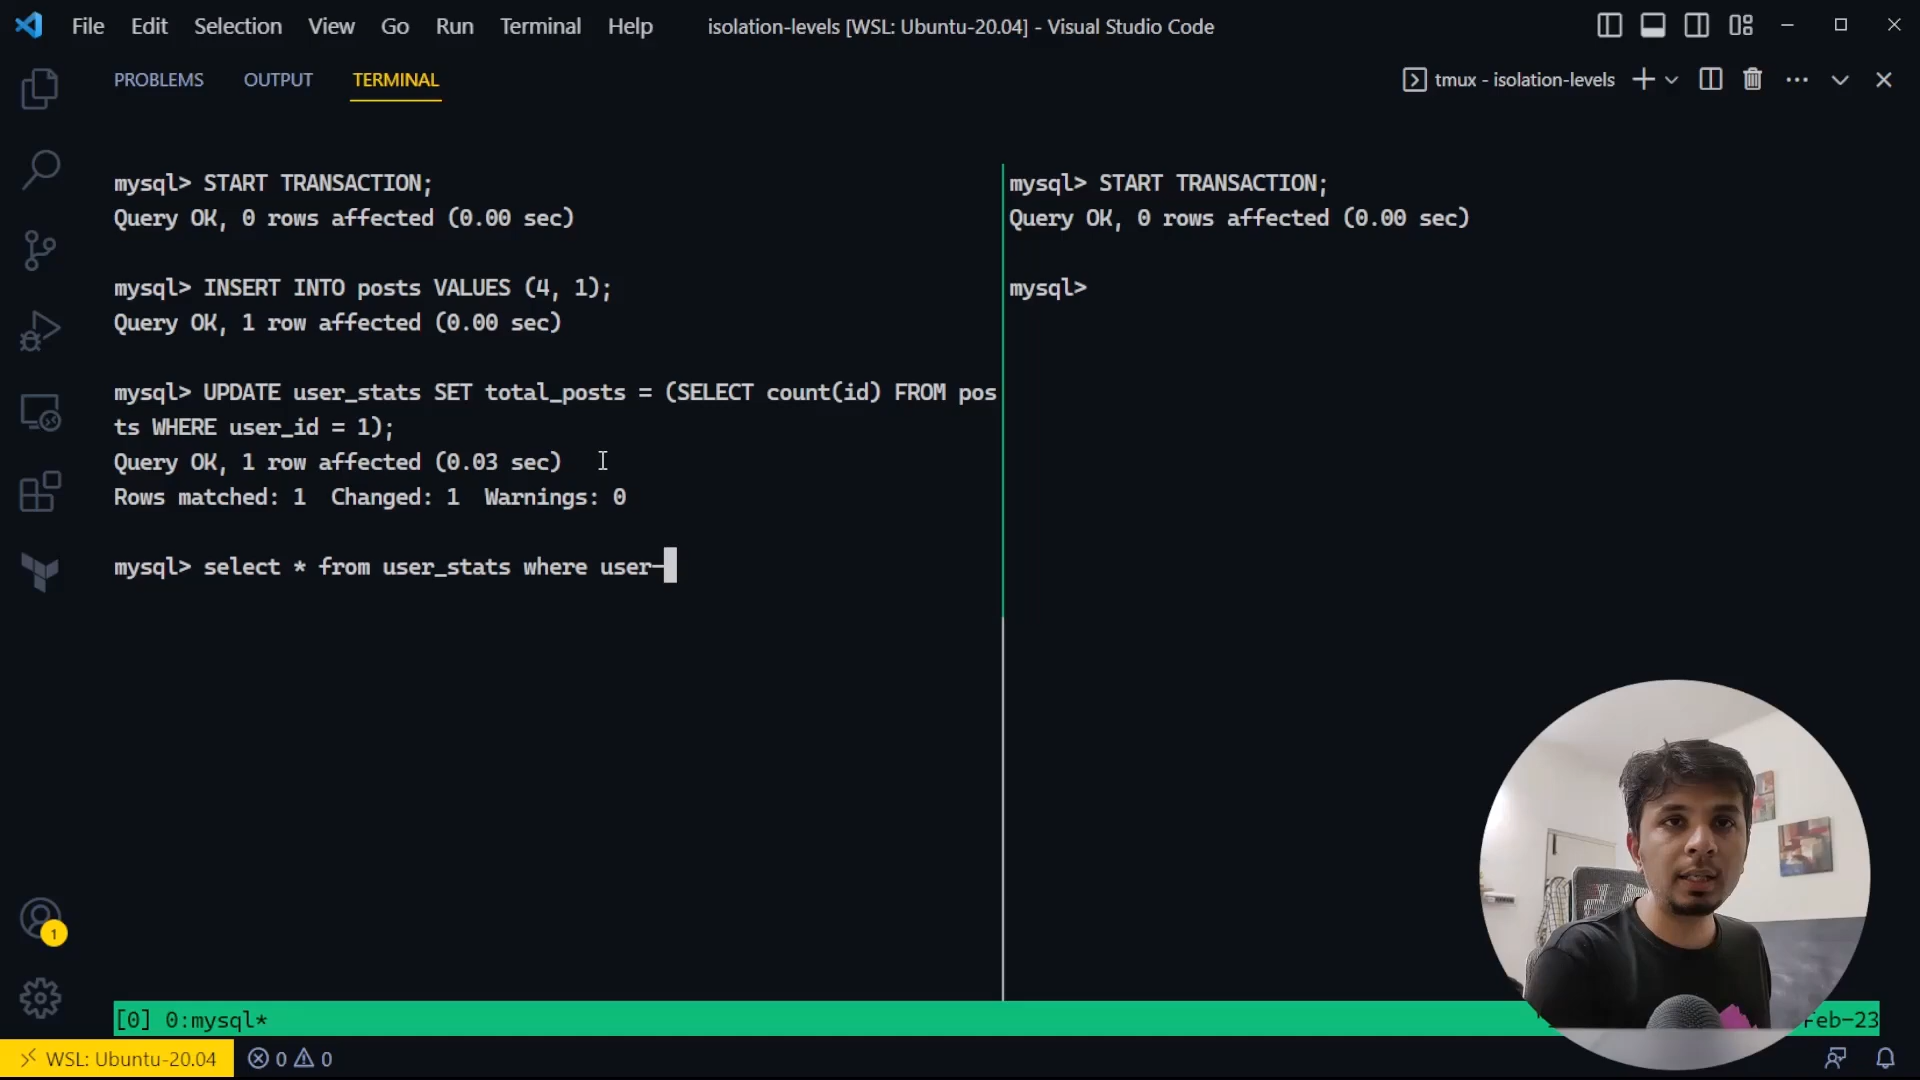 File Edit Selection View Go Run Terminal Help
isolation-levels [WSL: Ubuntu-20.04] - Visual Studio Code
PROBLEMS OUTPUT TERMINAL
tmux - isolation-levels
mysql> START TRANSACTION;
Query OK, 0 rows affected (0.00 sec)
mysql> INSERT INTO posts VALUES (4, 1);
Query OK, 1 row affected (0.00 sec)
mysql> UPDATE user_stats SET total_posts = (SELECT count(id) FROM pos
ts WHERE user_id = 1);
Query OK, 1 row affected (0.03 sec)
Rows matched: 1 Changed: 1 Warnings: 0
mysql> select * from user_stats where user-
mysql> START TRANSACTION;
Query OK, 0 rows affected (0.00 sec)
mysql>
1
[0] 0:mysql*
Feb-23
WSL: Ubuntu-20.04 0 0